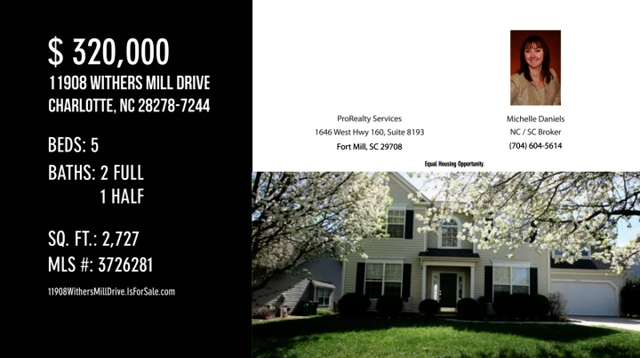 $ 320,000
11908 WITHERS MILL DRIVE
CHARLOTTE, NC 28278-7244
BEDS: 5
BATHS: 2 FULL
1 HALF
SQ. FT.: 2,727
MLS #: 3726281
11908WithersMillDrive.IsForSale.com
ProRealty Services
1646 West Hwy 160, Suite 8193
Fort Mill, SC 29708
Michelle Daniels
NC / SC Broker
(704) 604-5614
Equal Housing Opportunity.